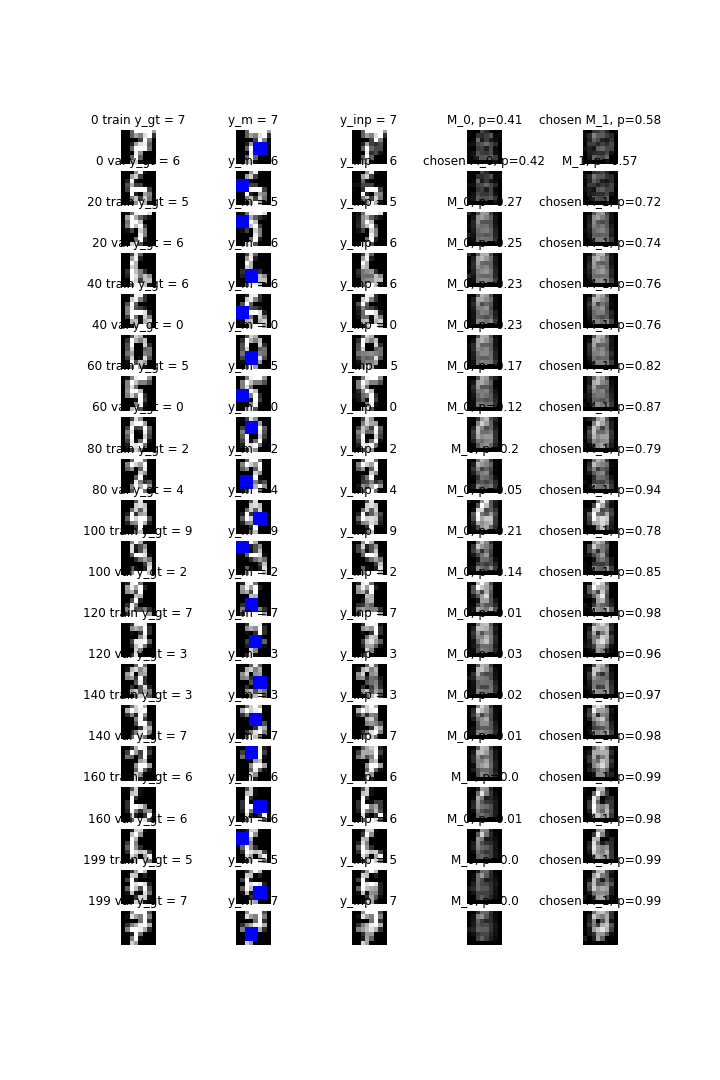 0 train y_gt = 7 y_m = 7 y_inp = 7 M_0, p=0.41 chosen M_1, p=0.58
0 val y_gt = 6 y_m = 6 y_inp = 6 chosen M_0, p=0.42 M_1, p=0.57
20 train y_gt = 5 y_m = 5 y_inp = 5 M_0, p=0.27 chosen M_1, p=0.72
20 val y_gt = 6 y_m = 6 y_inp = 6 M_0, p=0.25 chosen M_1, p=0.74
40 train y_gt = 6 y_m = 6 y_inp = 6 M_0, p=0.23 chosen M_1, p=0.76
40 val y_gt = 0 y_m = 0 y_inp = 0 M_0, p=0.23 chosen M_1, p=0.76
60 train y_gt = 5 y_m = 5 y_inp = 5 M_0, p=0.17 chosen M_1, p=0.82
60 val y_gt = 0 y_m = 0 y_inp = 0 M_0, p=0.12 chosen M_1, p=0.87
80 train y_gt = 2 y_m = 2 y_inp = 2 M_0, p=0.2 chosen M_1, p=0.79
80 val y_gt = 4 y_m = 4 y_inp = 4 M_0, p=0.05 chosen M_1, p=0.94
100 train y_gt = 9 y_m = 9 y_inp = 9 M_0, p=0.21 chosen M_1, p=0.78
100 val y_gt = 2 y_m = 2 y_inp = 2 M_0, p=0.14 chosen M_1, p=0.85
120 train y_gt = 7 y_m = 7 y_inp = 7 M_0, p=0.01 chosen M_1, p=0.98
120 val y_gt = 3 y_m = 3 y_inp = 3 M_0, p=0.03 chosen M_1, p=0.96
140 train y_gt = 3 y_m = 3 y_inp = 3 M_0, p=0.02 chosen M_1, p=0.97
140 val y_gt = 7 y_m = 7 y_inp = 7 M_0, p=0.01 chosen M_1, p=0.98
160 train y_gt = 6 y_m = 6 y_inp = 6 M_0, p=0.0 chosen M_1, p=0.99
160 val y_gt = 6 y_m = 6 y_inp = 6 M_0, p=0.01 chosen M_1, p=0.98
199 train y_gt = 5 y_m = 5 y_inp = 5 M_0, p=0.0 chosen M_1, p=0.99
199 val y_gt = 7 y_m = 7 y_inp = 7 M_0, p=0.0 chosen M_1, p=0.99